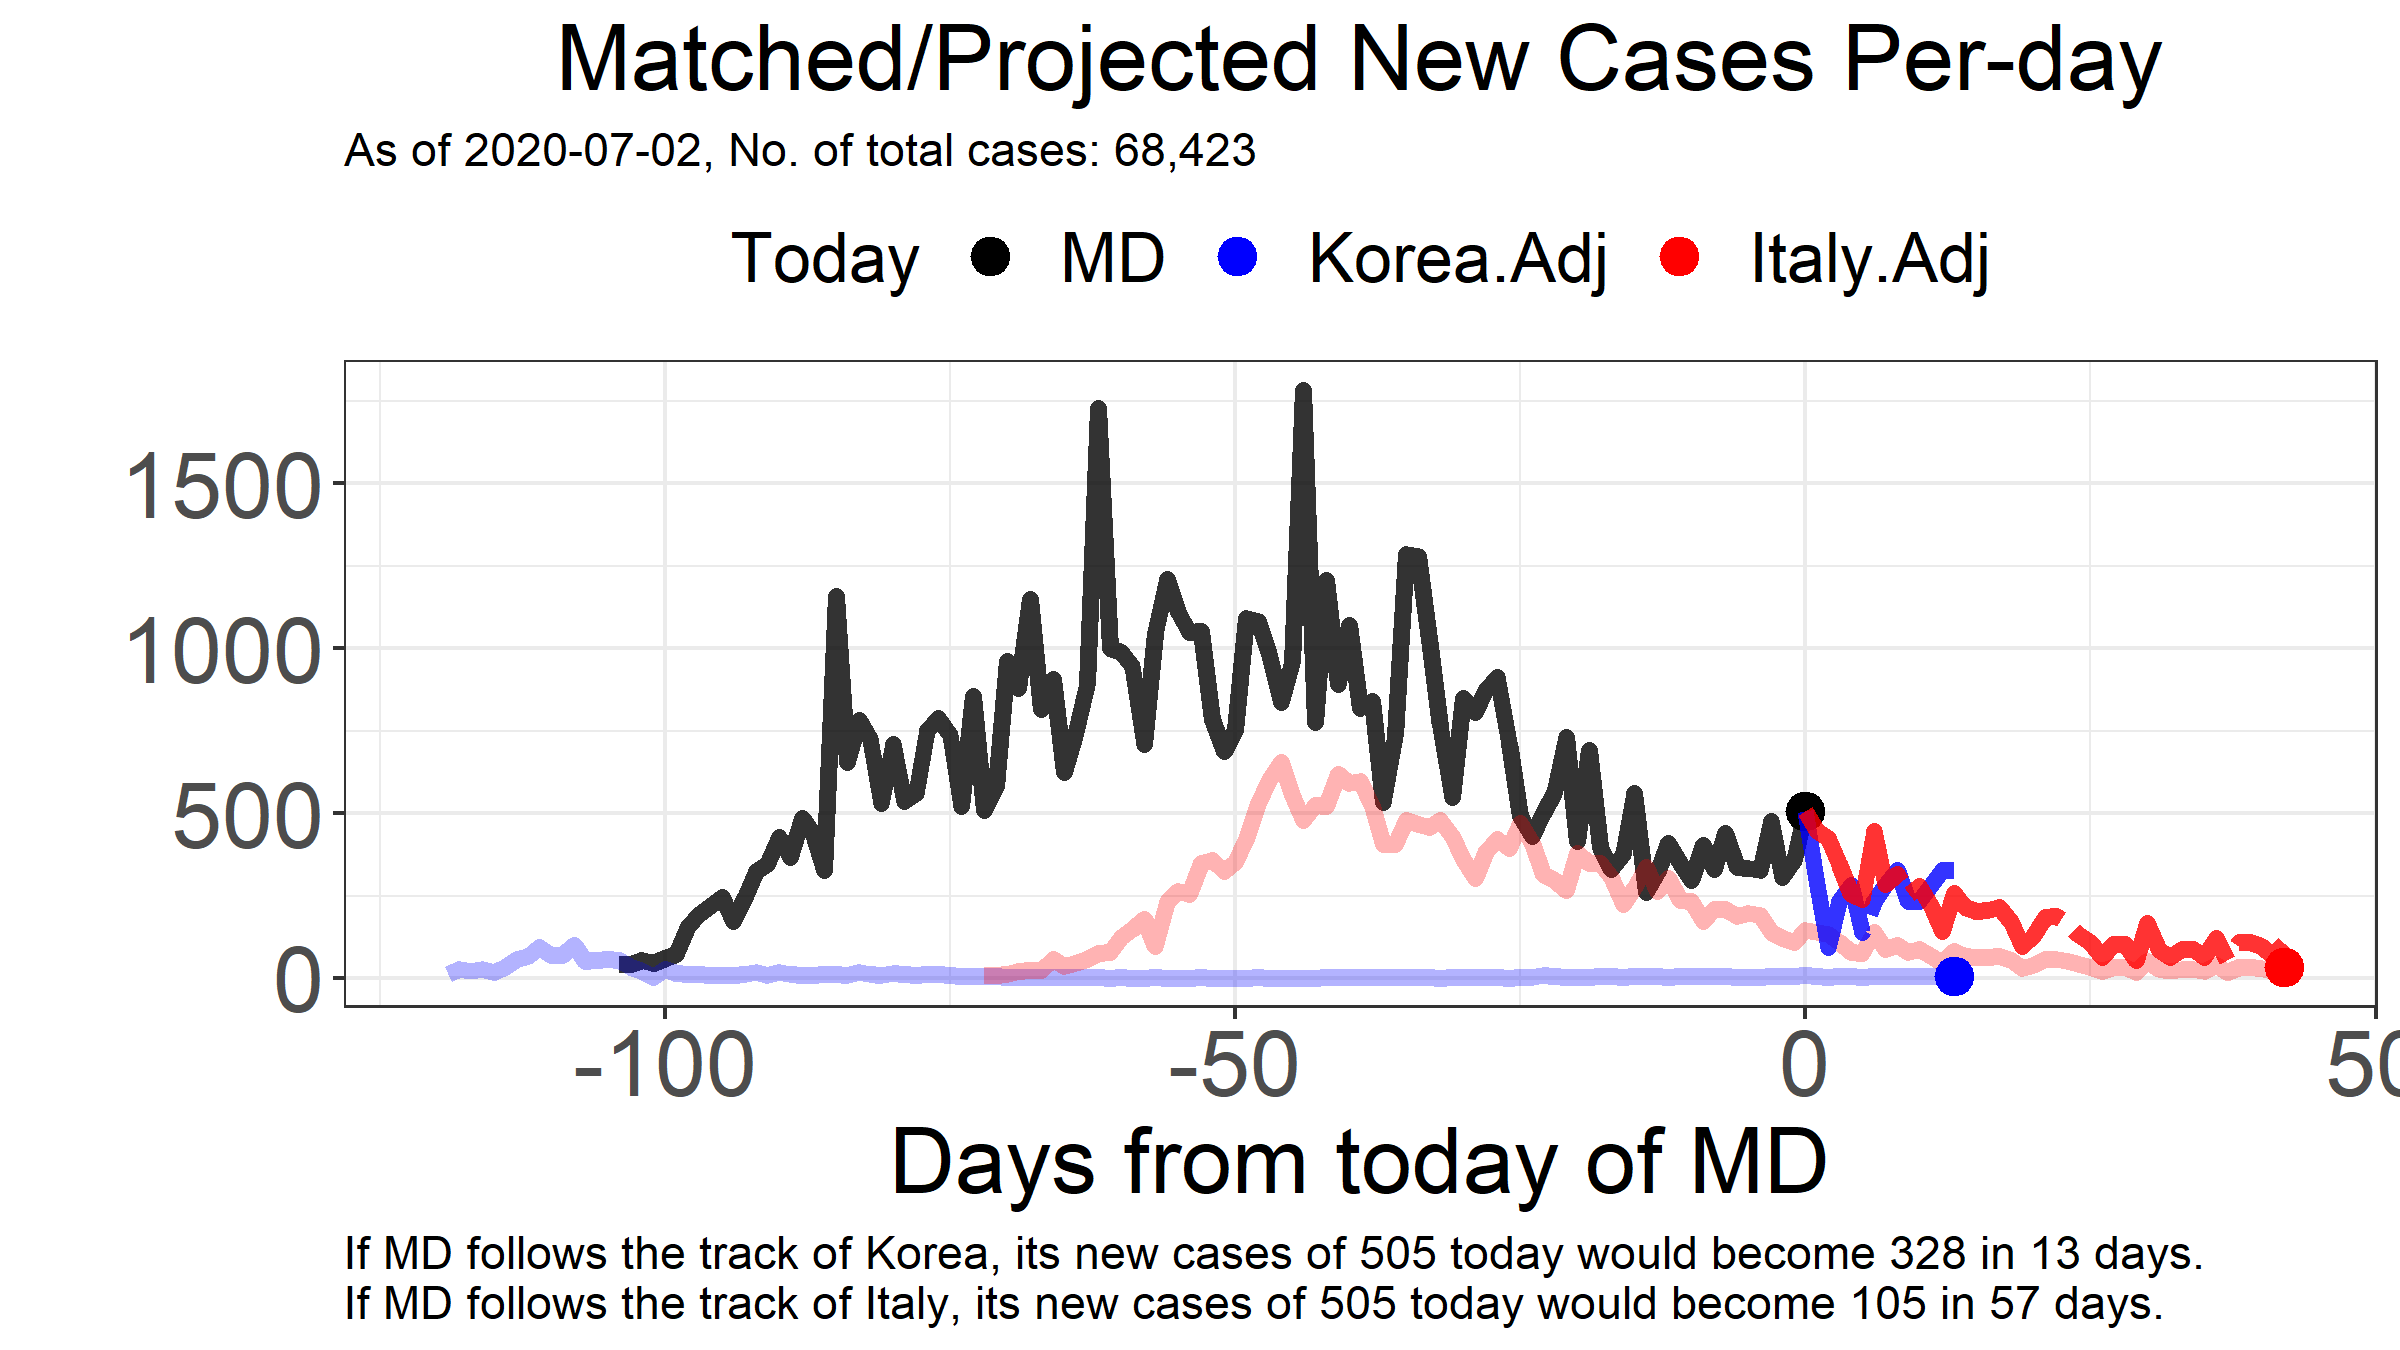 Matched/Projected New Cases Per-day
As of 2020-07-02, No. of total cases: 68,423
Today MD Korea.Adj Italy.Adj
1500
1000
500
0
-100 -50 0 50
Days from today of MD
If MD follows the track of Korea, its new cases of 505 today would become 328 in 13 days.
If MD follows the track of Italy, its new cases of 505 today would become 105 in 57 days.